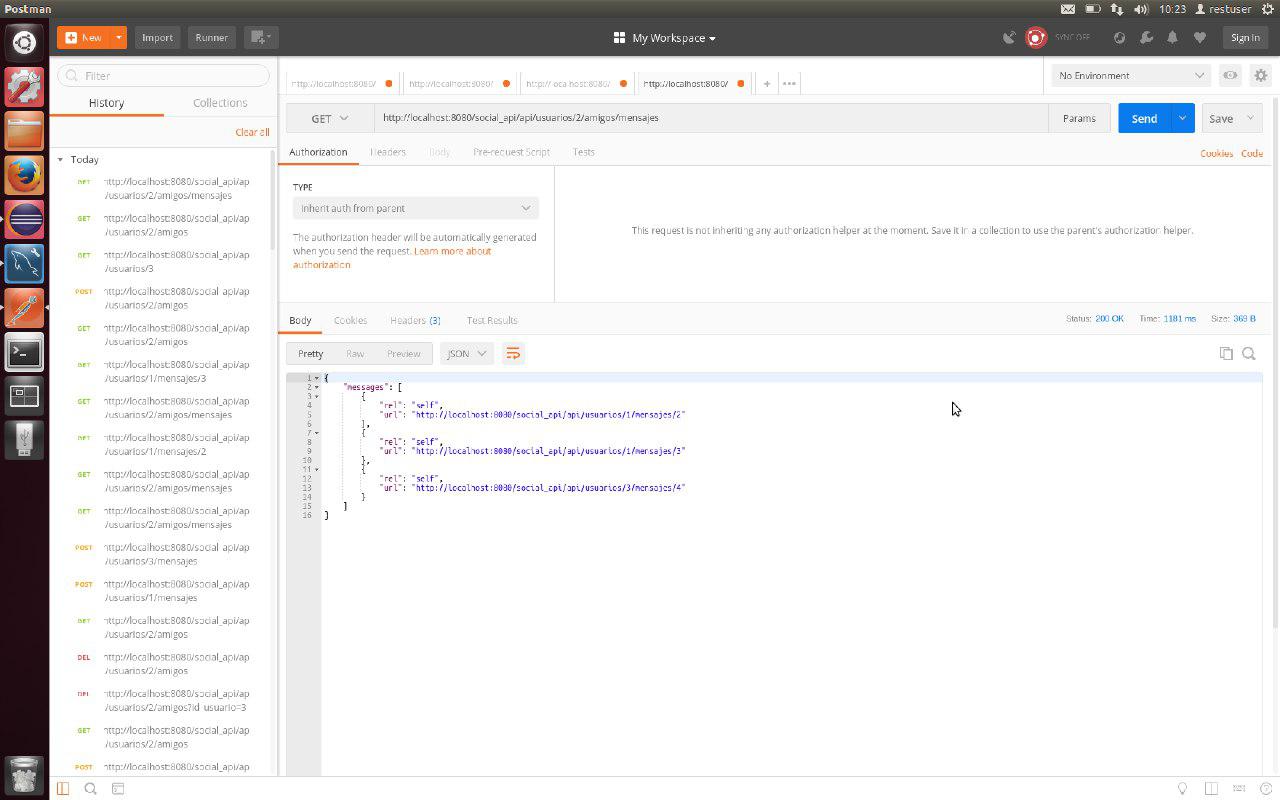 Postman
10:23 restuser
New Import Runner
My Workspace
SYNC OFF
Sign In
Filter
History Collections
Clear all
Today
GET http://localhost:8080/social_api/ap
/usuarios/2/amigos/mensajes
GET http://localhost:8080/social_api/ap
/usuarios/2/amigos
GET http://localhost:8080/social_api/ap
/usuarios/3
POST http://localhost:8080/social_api/ap
/usuarios/2/amigos
GET http://localhost:8080/social_api/ap
/usuarios/2/amigos
GET http://localhost:8080/social_api/ap
/usuarios/1/mensajes/3
GET http://localhost:8080/social_api/ap
/usuarios/2/amigos/mensajes
GET http://localhost:8080/social_api/ap
/usuarios/1/mensajes/2
GET http://localhost:8080/social_api/ap
/usuarios/2/amigos/mensajes
GET http://localhost:8080/social_api/ap
/usuarios/2/amigos/mensajes
POST http://localhost:8080/social_api/ap
/usuarios/3/mensajes
POST http://localhost:8080/social_api/ap
/usuarios/1/mensajes
GET http://localhost:8080/social_api/ap
/usuarios/2/amigos
DEL http://localhost:8080/social_api/ap
/usuarios/2/amigos
DEL http://localhost:8080/social_api/ap
/usuarios/2/amigos?id_usuario=3
GET http://localhost:8080/social_api/ap
/usuarios/2/amigos
POST http://localhost:8080/social_api/ap
http://localhost:8080/ http://localhost:8080/ http://localhost:8080/ http://localhost:8080/ + •••
No Environment
GET http://localhost:8080/social_api/api/usuarios/2/amigos/mensajes Params Send Save
Authorization Headers Body Pre-request Script Tests
Cookies Code
TYPE
Inherit auth from parent
The authorization header will be automatically generated
when you send the request. Learn more about
authorization
This request is not inheriting any authorization helper at the moment. Save it in a collection to use the parent's authorization helper.
Body Cookies Headers (3) Test Results
Status: 200 OK Time: 1181 ms Size: 369 B
Pretty Raw Preview JSON
1 {
2 "messages": [
3 {
4 "rel": "self",
5 "url": "http://localhost:8080/social_api/api/usuarios/1/mensajes/2"
6 },
7 {
8 "rel": "self",
9 "url": "http://localhost:8080/social_api/api/usuarios/1/mensajes/3"
10 },
11 {
12 "rel": "self",
13 "url": "http://localhost:8080/social_api/api/usuarios/3/mensajes/4"
14 }
15 ]
16 }